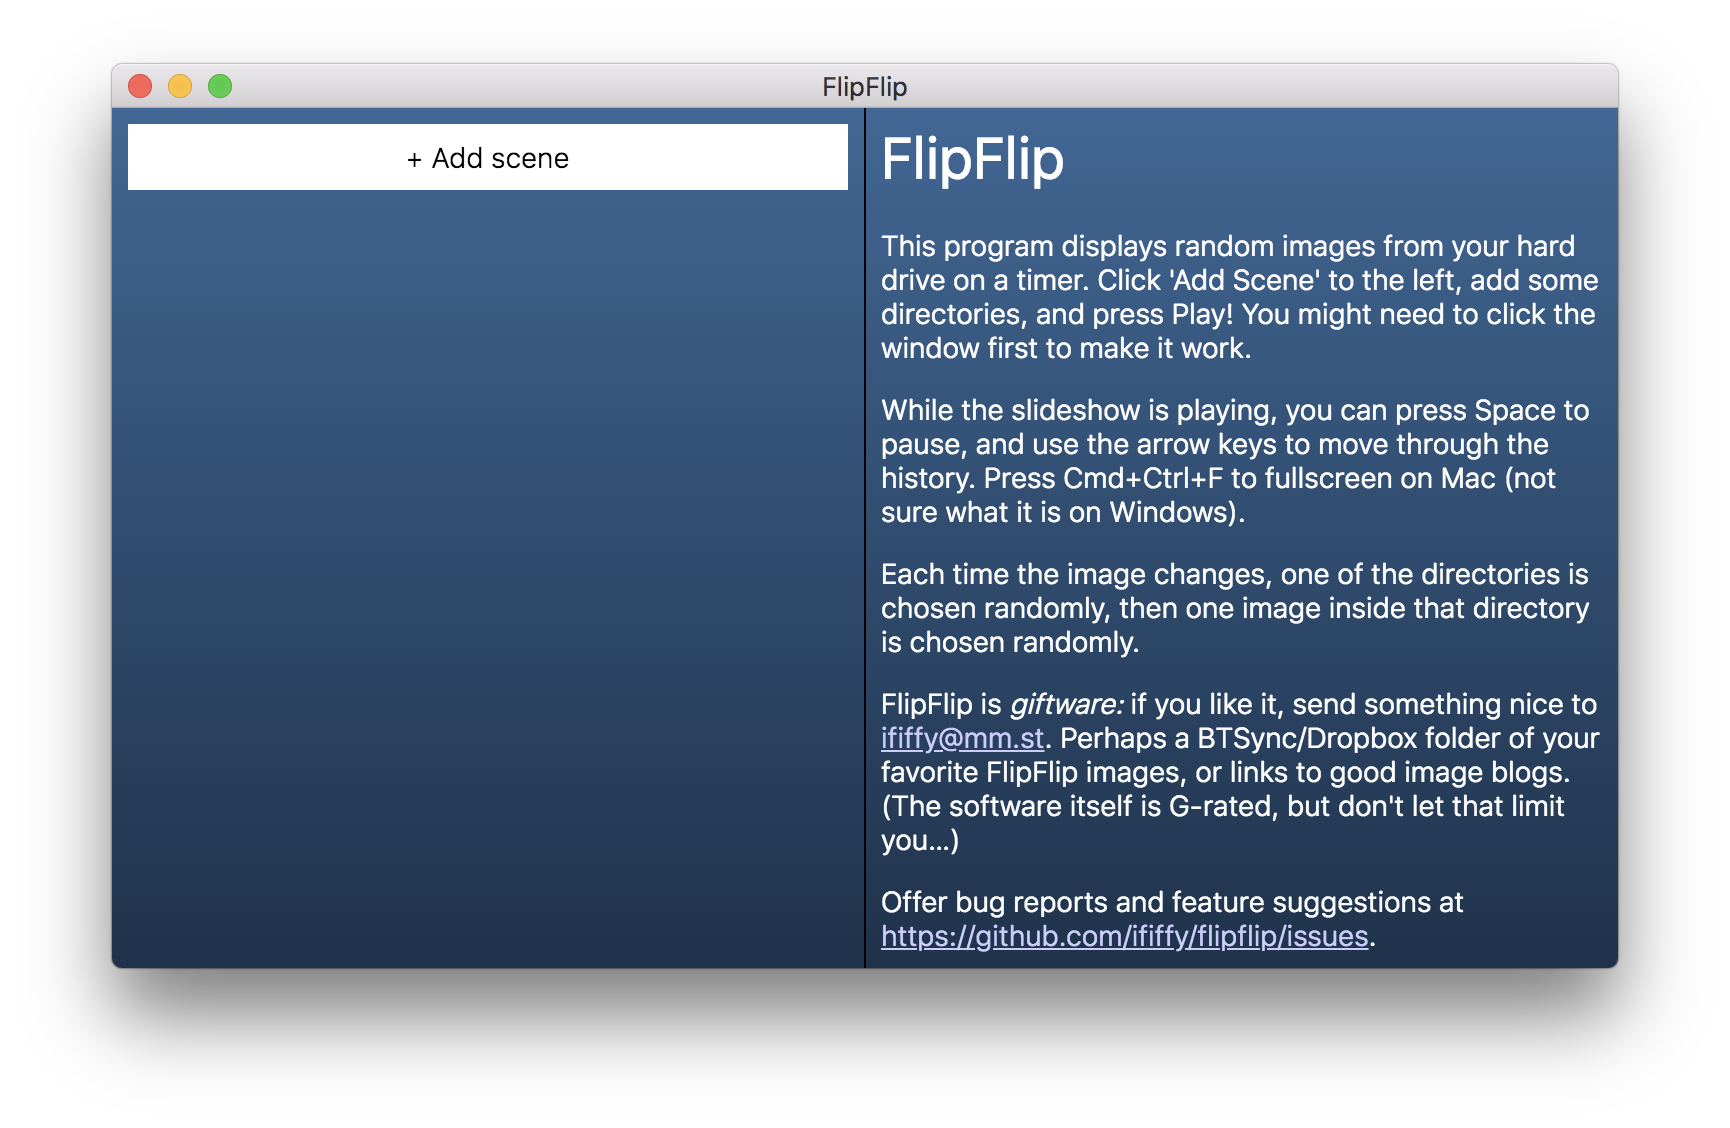 FlipFlip
+ Add scene
FlipFlip
This program displays random images from your hard
drive on a timer. Click 'Add Scene' to the left, add some
directories, and press Play! You might need to click the
window first to make it work.
While the slideshow is playing, you can press Space to
pause, and use the arrow keys to move through the
history. Press Cmd+Ctrl+F to fullscreen on Mac (not
sure what it is on Windows).
Each time the image changes, one of the directories is
chosen randomly, then one image inside that directory
is chosen randomly.
FlipFlip is giftware: if you like it, send something nice to
ififfy@mm.st. Perhaps a BTSync/Dropbox folder of your
favorite FlipFlip images, or links to good image blogs.
(The software itself is G-rated, but don't let that limit
you...)
Offer bug reports and feature suggestions at
https://github.com/ififfy/flipflip/issues.